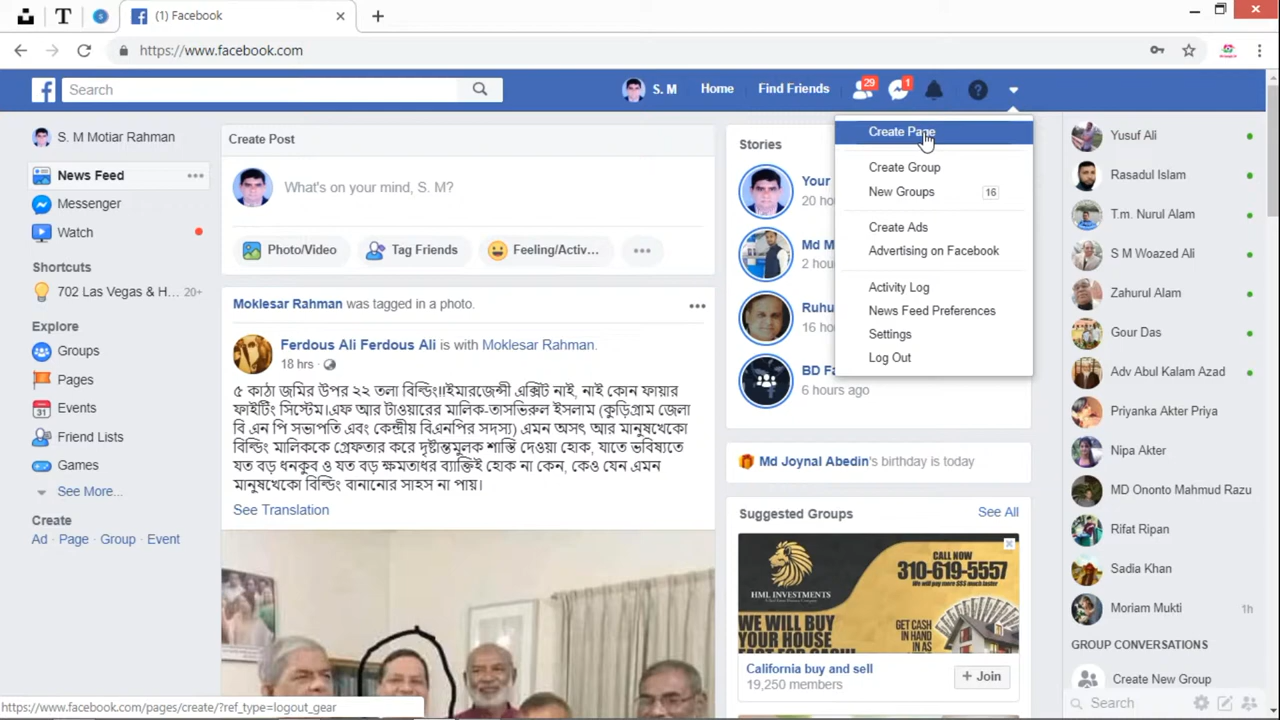 (1) Facebook
https://www.facebook.com
Search
S. M
Home
Find Friends
29
1
S. M Motiar Rahman
News Feed
Messenger
Watch
Shortcuts
702 Las Vegas & H... 20+
Explore
Groups
Pages
Events
Friend Lists
Games
See More...
Create
Ad · Page · Group · Event
Create Post
What's on your mind, S. M?
Photo/Video
Tag Friends
Feeling/Activ...
Moklesar Rahman was tagged in a photo.
Ferdous Ali Ferdous Ali is with Moklesar Rahman.
18 hrs ·
৫ কাঠা জমির উপর ২২ তলা বিল্ডিং!!ইমারজেন্সী এক্সিট নাই, নাই কোন ফায়ার
ফাইটিং সিস্টেম।এফ আর টাওয়ারের মালিক-তাসভিরুল ইসলাম (কুড়িগ্রাম জেলা
বি এন পি সভাপতি এবং কেন্দ্রীয় বিএনপির সদস্য) এমন অসৎ আর মানুষখেকো
বিল্ডিং মালিককে গ্রেফতার করে দৃষ্টান্তমূলক শাস্তি দেওয়া হোক, যাতে ভবিষ্যতে
যত বড় ধনকুব ও যত বড় ক্ষমতাধর ব্যাক্তিই হোক না কেন, কেও যেন এমন
মানুষখেকো বিল্ডিং বানানোর সাহস না পায়।
See Translation
Stories
Your
20 ho
Md M
2 hour
Ruhu
16 ho
BD Fa
6 hours ago
Create Page
Create Group
New Groups 16
Create Ads
Advertising on Facebook
Activity Log
News Feed Preferences
Settings
Log Out
Md Joynal Abedin's birthday is today
Suggested Groups
See All
HML INVESTMENTS
CALL NOW
310-619-5557
WE WILL BUY
YOUR HOUSE
GET CASH
IN HAND
AS
California buy and sell
19,250 members
+ Join
Yusuf Ali
Rasadul Islam
T.m. Nurul Alam
S M Woazed Ali
Zahurul Alam
Gour Das
Adv Abul Kalam Azad
Priyanka Akter Priya
Nipa Akter
MD Ononto Mahmud Razu
Rifat Ripan
Sadia Khan
Moriam Mukti 1h
GROUP CONVERSATIONS
Create New Group
Search
https://www.facebook.com/pages/create/?ref_type=logout_gear